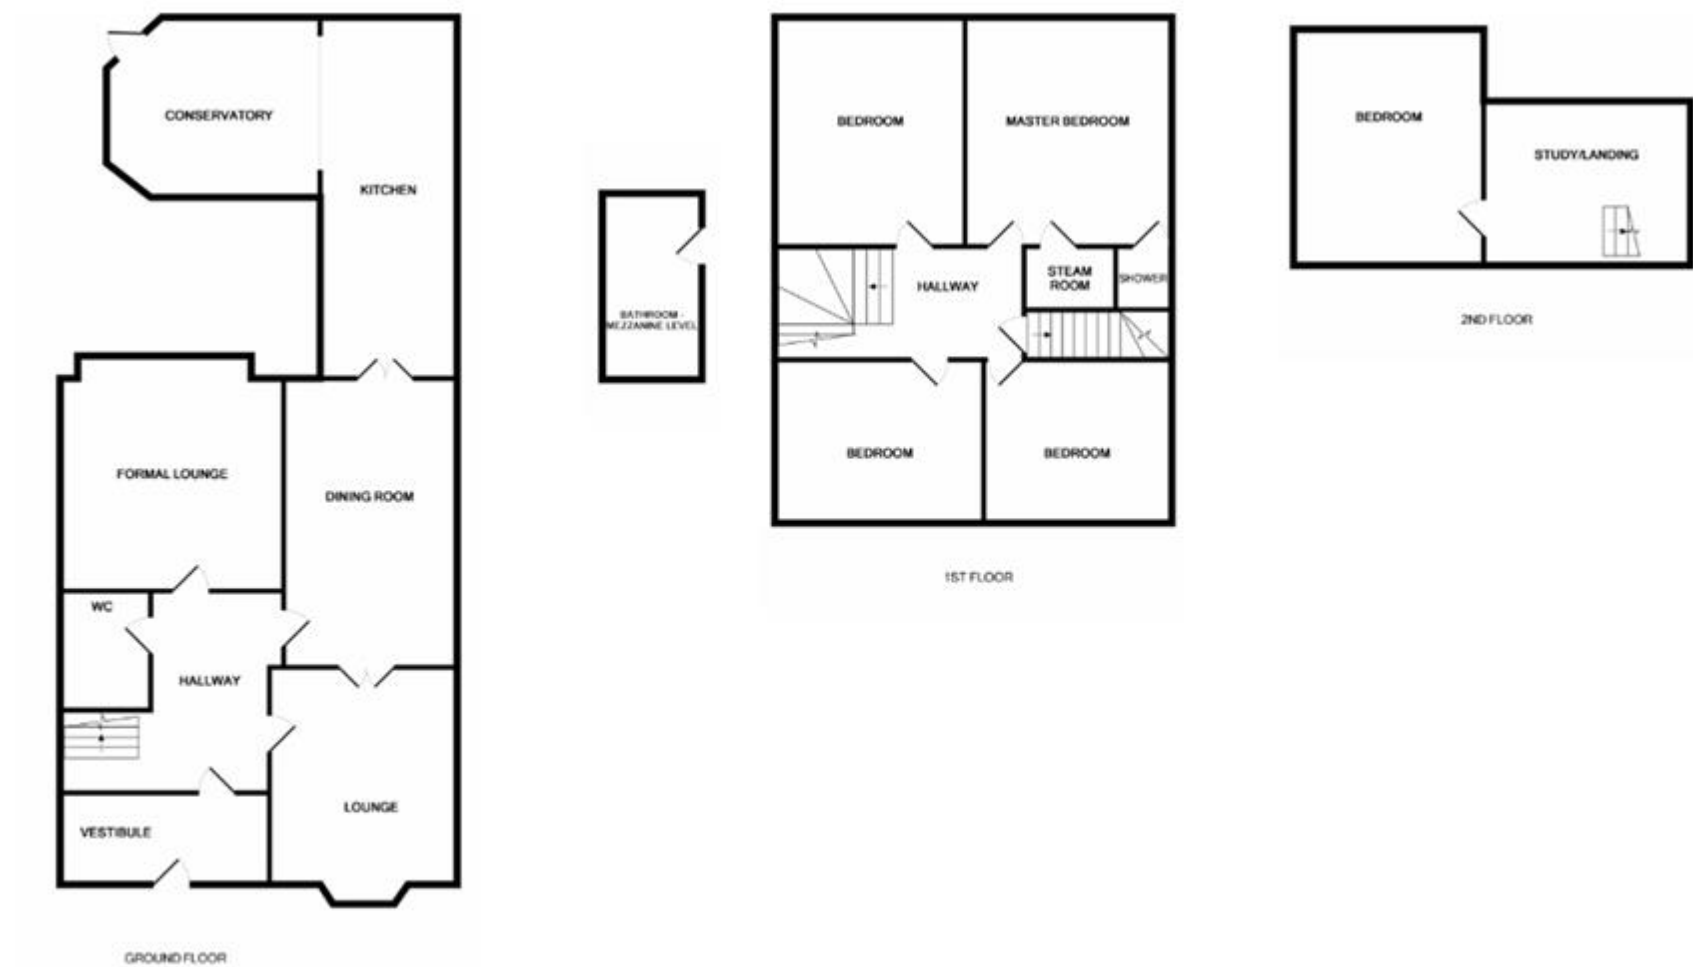 CONSERVATORY
KITCHEN
FORMAL LOUNGE
DINING ROOM
WC
HALLWAY
LOUNGE
VESTIBULE
GROUND FLOOR
BATHROOM -
MEZZANINE LEVEL
BEDROOM
MASTER BEDROOM
STEAM
ROOM
SHOWER
HALLWAY
BEDROOM
BEDROOM
1ST FLOOR
BEDROOM
STUDY/LANDING
2ND FLOOR